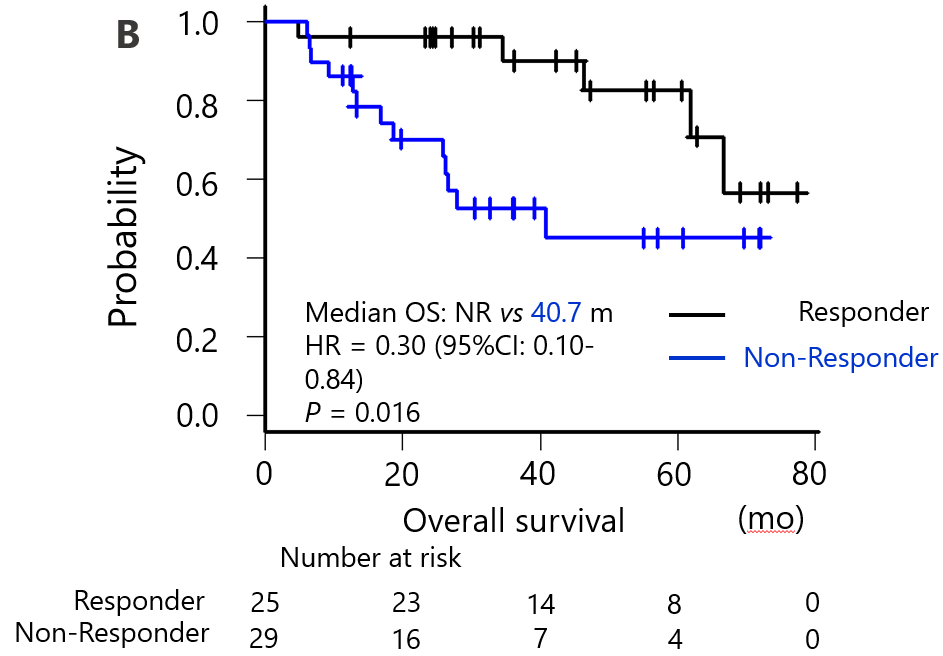 B
1.0
0.8
0.6
0.4
0.2
0.0
Probability
Median OS: NR vs 40.7 m
HR = 0.30 (95%CI: 0.10-
0.84)
P = 0.016
Responder
Non-Responder
0 20 40 60 80
Overall survival (mo)
Number at risk
Responder 25 23 14 8 0
Non-Responder 29 16 7 4 0